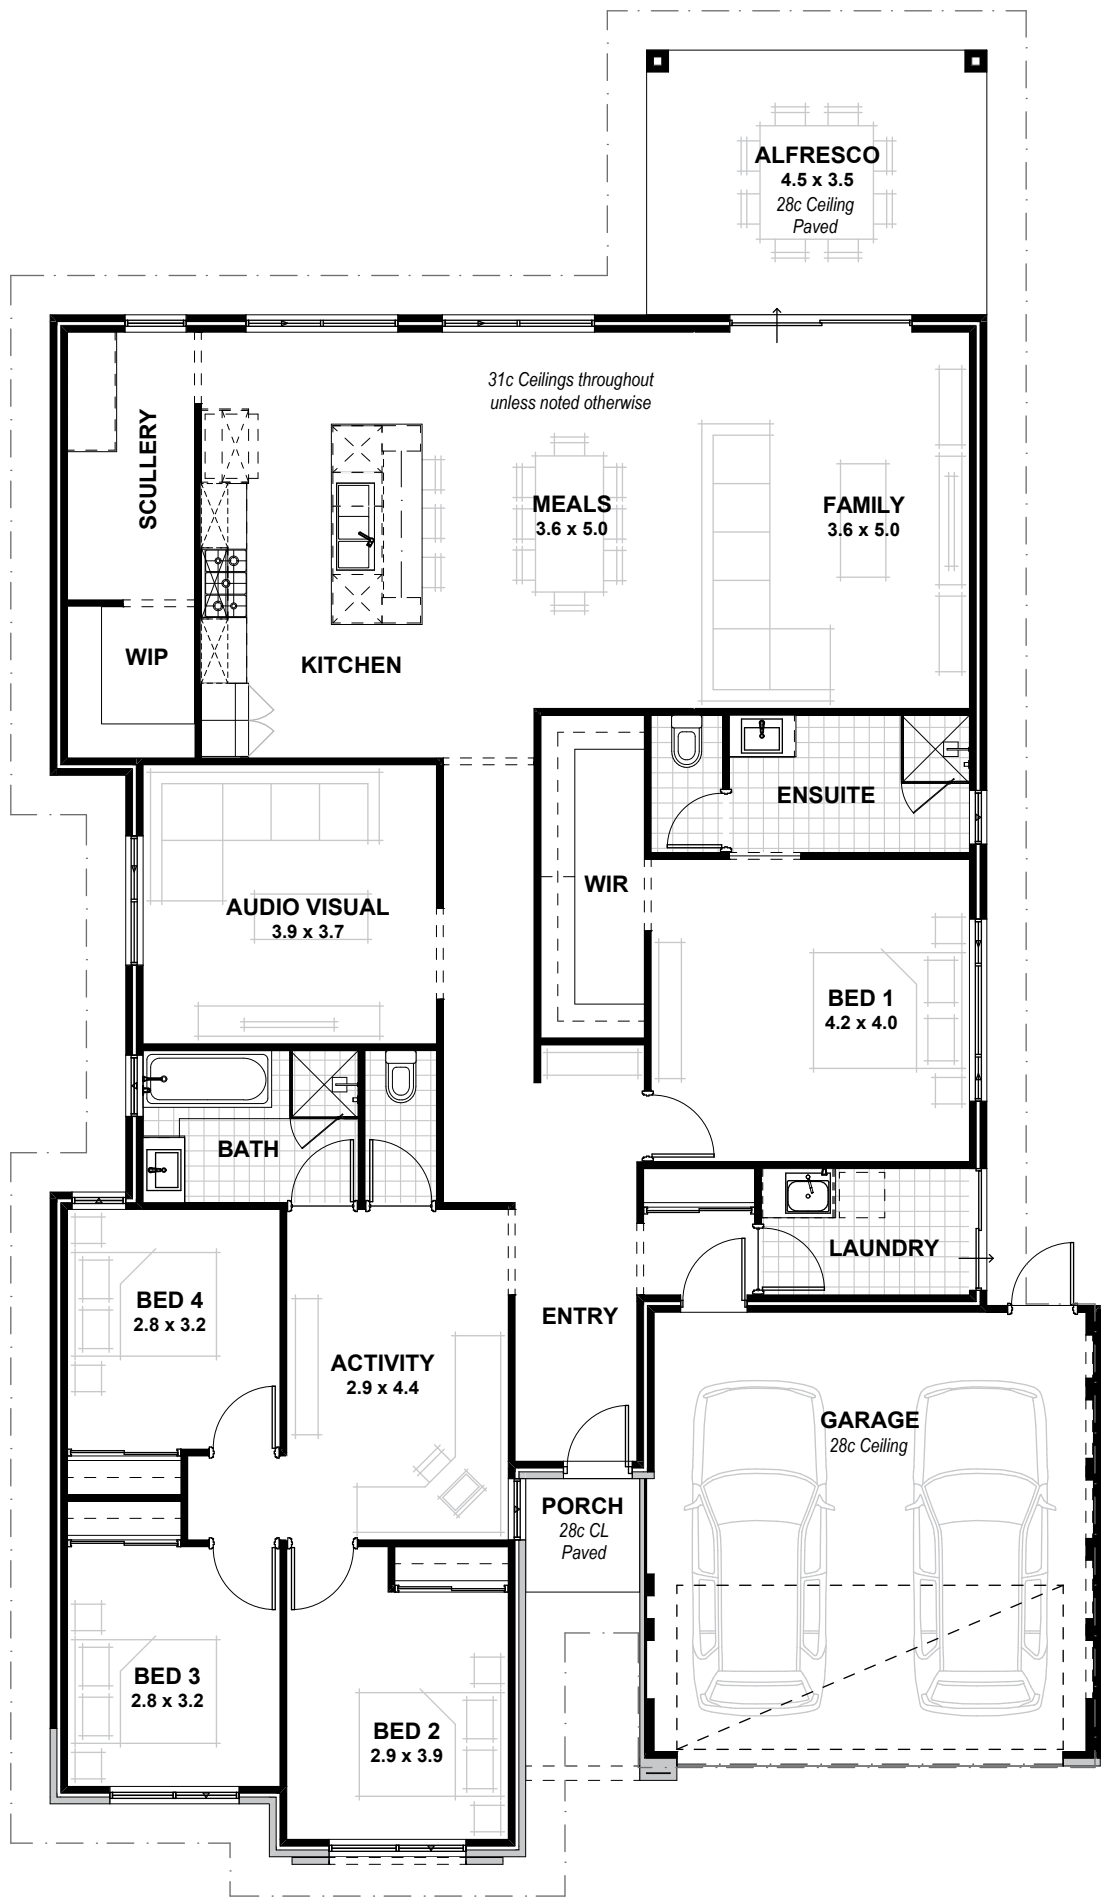 ALFRESCO
4.5 x 3.5
28c Ceiling
Paved
31c Ceilings throughout
unless noted otherwise
SCULLERY
MEALS
3.6 x 5.0
FAMILY
3.6 x 5.0
WIP
KITCHEN
ENSUITE
WIR
AUDIO VISUAL
3.9 x 3.7
BED 1
4.2 x 4.0
BATH
LAUNDRY
BED 4
2.8 x 3.2
ENTRY
ACTIVITY
2.9 x 4.4
GARAGE
28c Ceiling
PORCH
28c CL
Paved
BED 3
2.8 x 3.2
BED 2
2.9 x 3.9